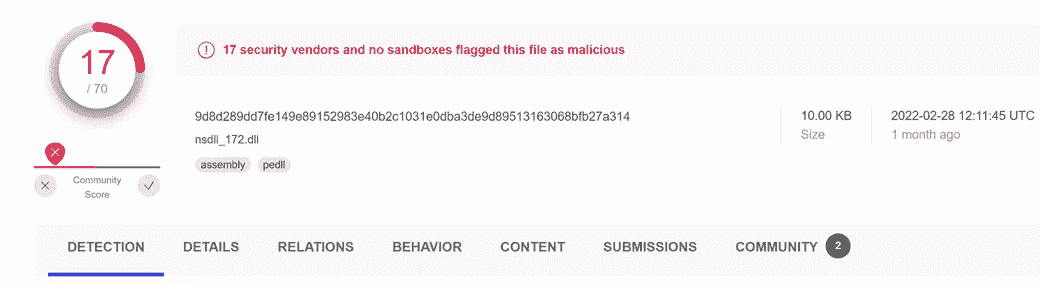 17
/ 70
17 security vendors and no sandboxes flagged this file as malicious
9d8d289dd7fe149e89152983e40b2c1031e0dba3de9d89513163068bfb27a314
nsdll_172.dll
assembly pedll
10.00 KB
Size
2022-02-28 12:11:45 UTC
1 month ago
Community
Score
DETECTION DETAILS RELATIONS BEHAVIOR CONTENT SUBMISSIONS COMMUNITY 2